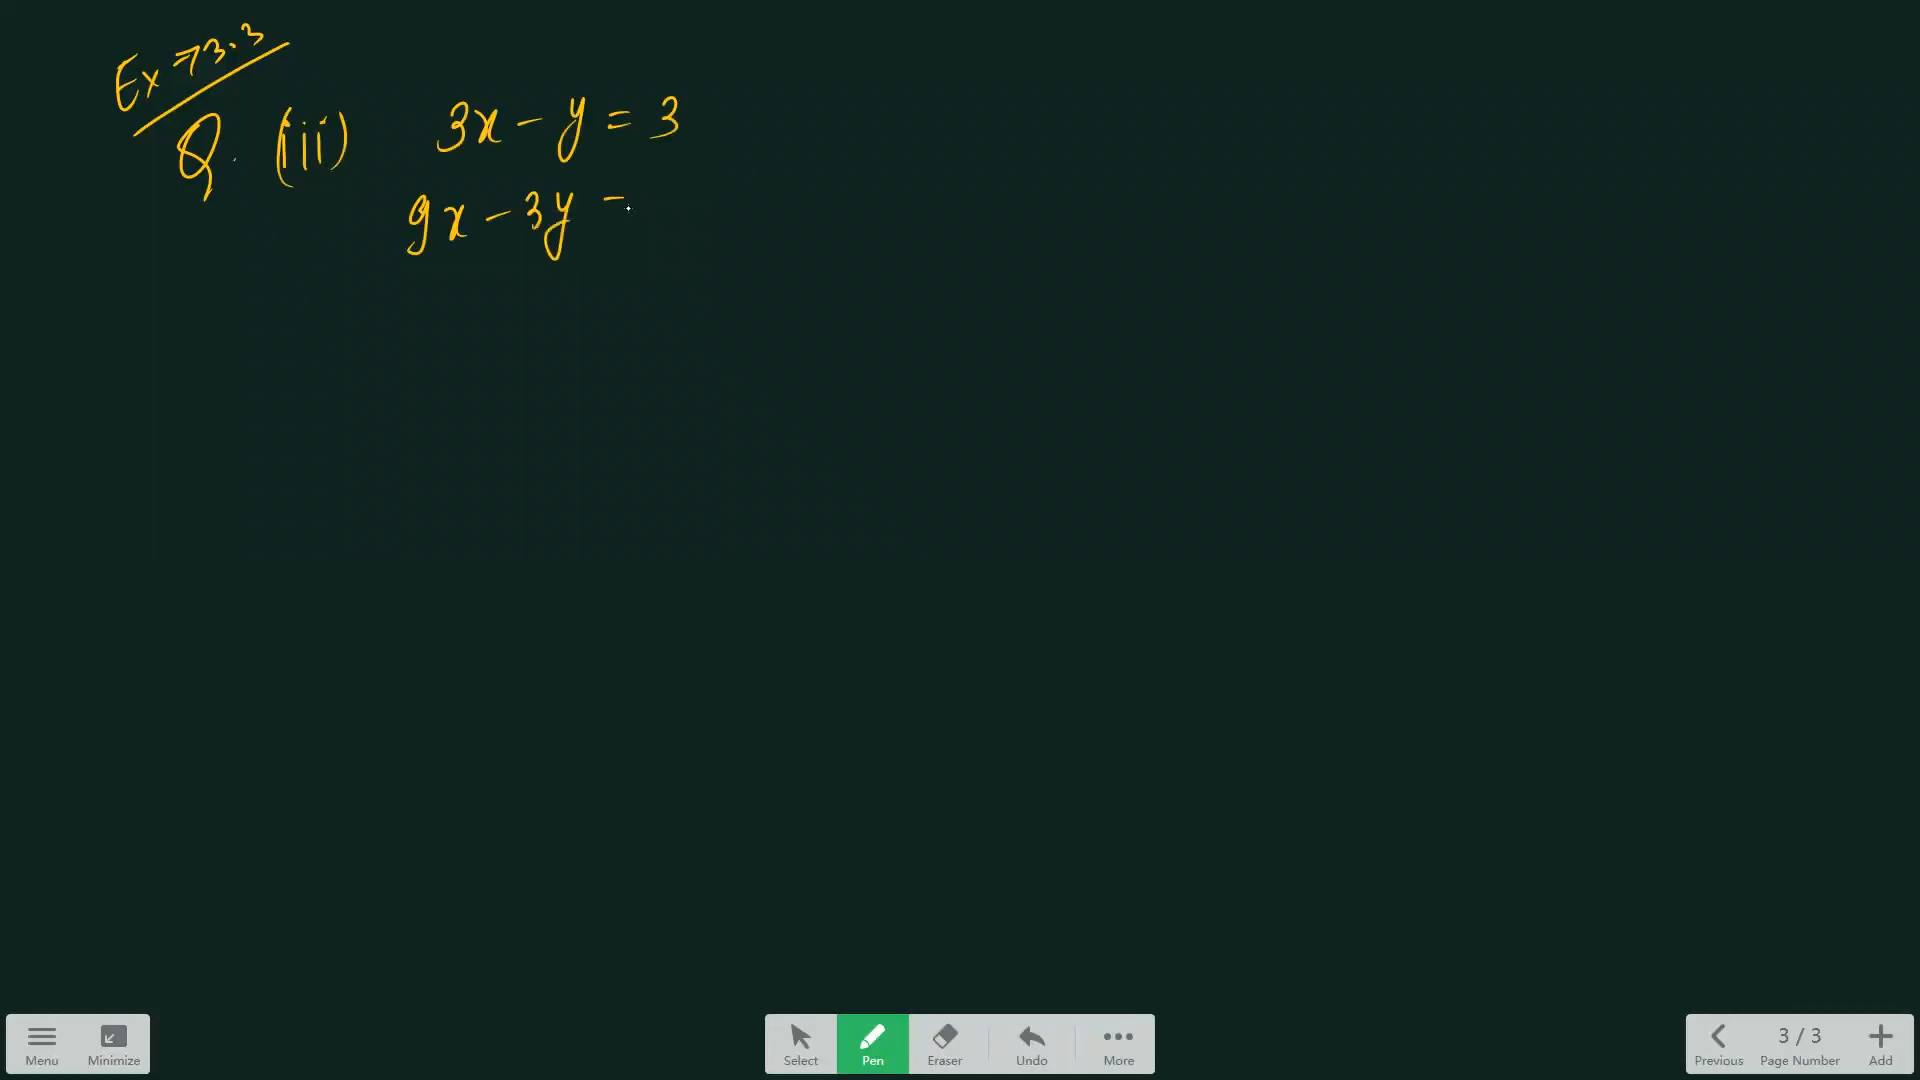 Ex ⇒ 3.3
Q. (iii) 3x - y = 3
9x - 3y =
Menu Minimize Select Pen Eraser Undo More Previous 3 / 3 Page Number Add